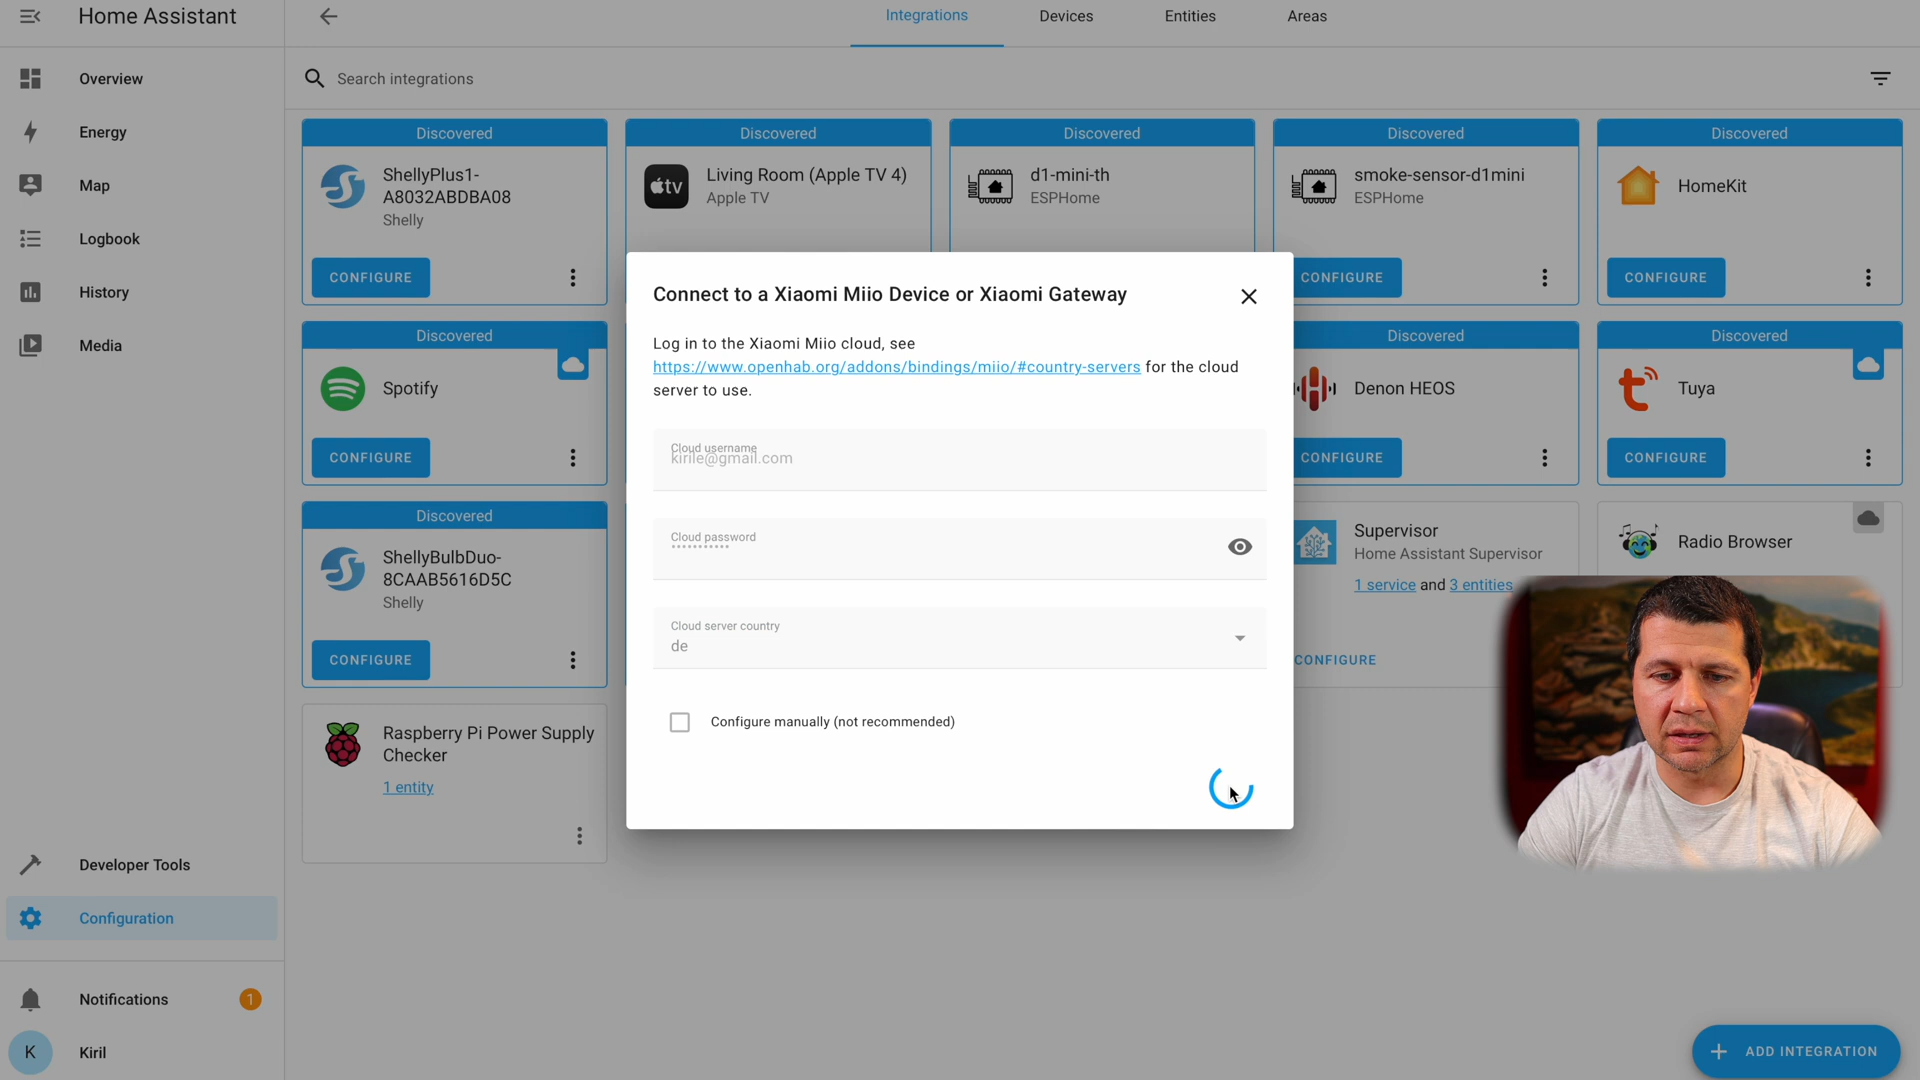 Home Assistant
Integrations
Devices
Entities
Areas
Overview
Energy
Map
Logbook
History
Media
Developer Tools
Configuration
Notifications
1
K
Kiril
Search integrations
Discovered
ShellyPlus1-
A8032ABDBA08
Shelly
CONFIGURE
Discovered
tv
Living Room (Apple TV 4)
Apple TV
Discovered
d1-mini-th
ESPHome
Discovered
smoke-sensor-d1mini
ESPHome
CONFIGURE
Discovered
HomeKit
CONFIGURE
Discovered
Spotify
CONFIGURE
Discovered
Denon HEOS
CONFIGURE
Discovered
Tuya
CONFIGURE
Discovered
ShellyBulbDuo-
8CAAB5616D5C
Shelly
CONFIGURE
Supervisor
Home Assistant Supervisor
1 service and 3 entities
CONFIGURE
Radio Browser
Raspberry Pi Power Supply
Checker
1 entity
Connect to a Xiaomi Miio Device or Xiaomi Gateway
Log in to the Xiaomi Miio cloud, see
https://www.openhab.org/addons/bindings/miio/#country-servers for the cloud
server to use.
Cloud username
kirile@gmail.com
Cloud password
•••••••••••
Cloud server country
de
Configure manually (not recommended)
ADD INTEGRATION